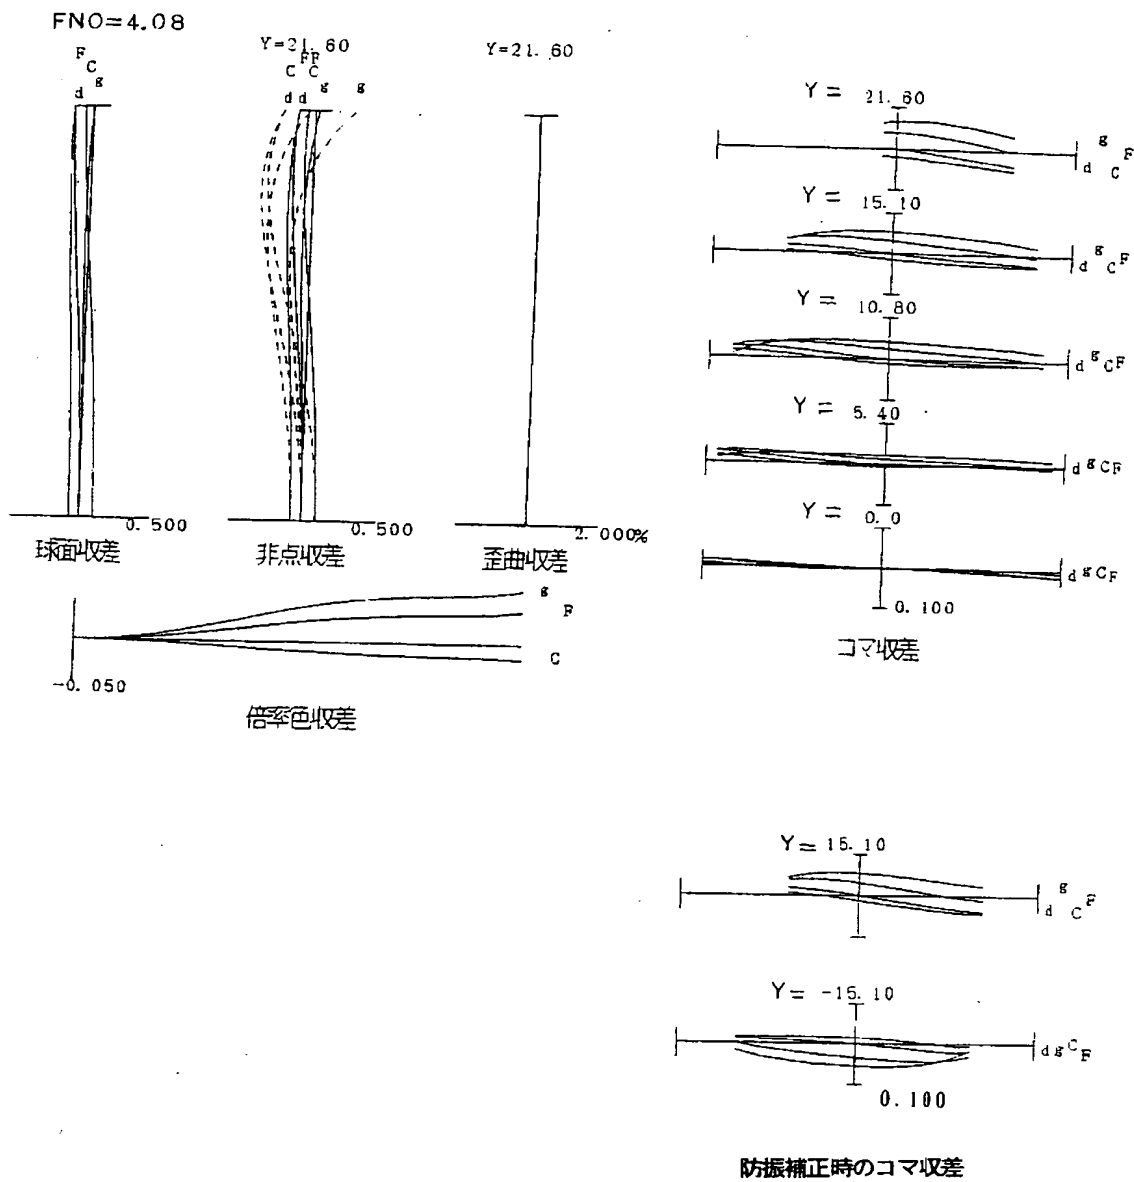 FNO=4.08
F
C
g
d
Y=21.60
F F
C C
g g
d d
Y=21.60
0.500
球面収差
0.500
非点収差
2.000%
歪曲収差
g
F
C
-0.050
倍率色収差
Y= 21.60
d g C F
Y= 15.10
d g C F
Y= 10.80
d g C F
Y= 5.40
d g C F
Y= 0.0
d g C F
0.100
コマ収差
Y= 15.10
d g C F
Y= -15.10
d g C F
0.100
防振補正時のコマ収差